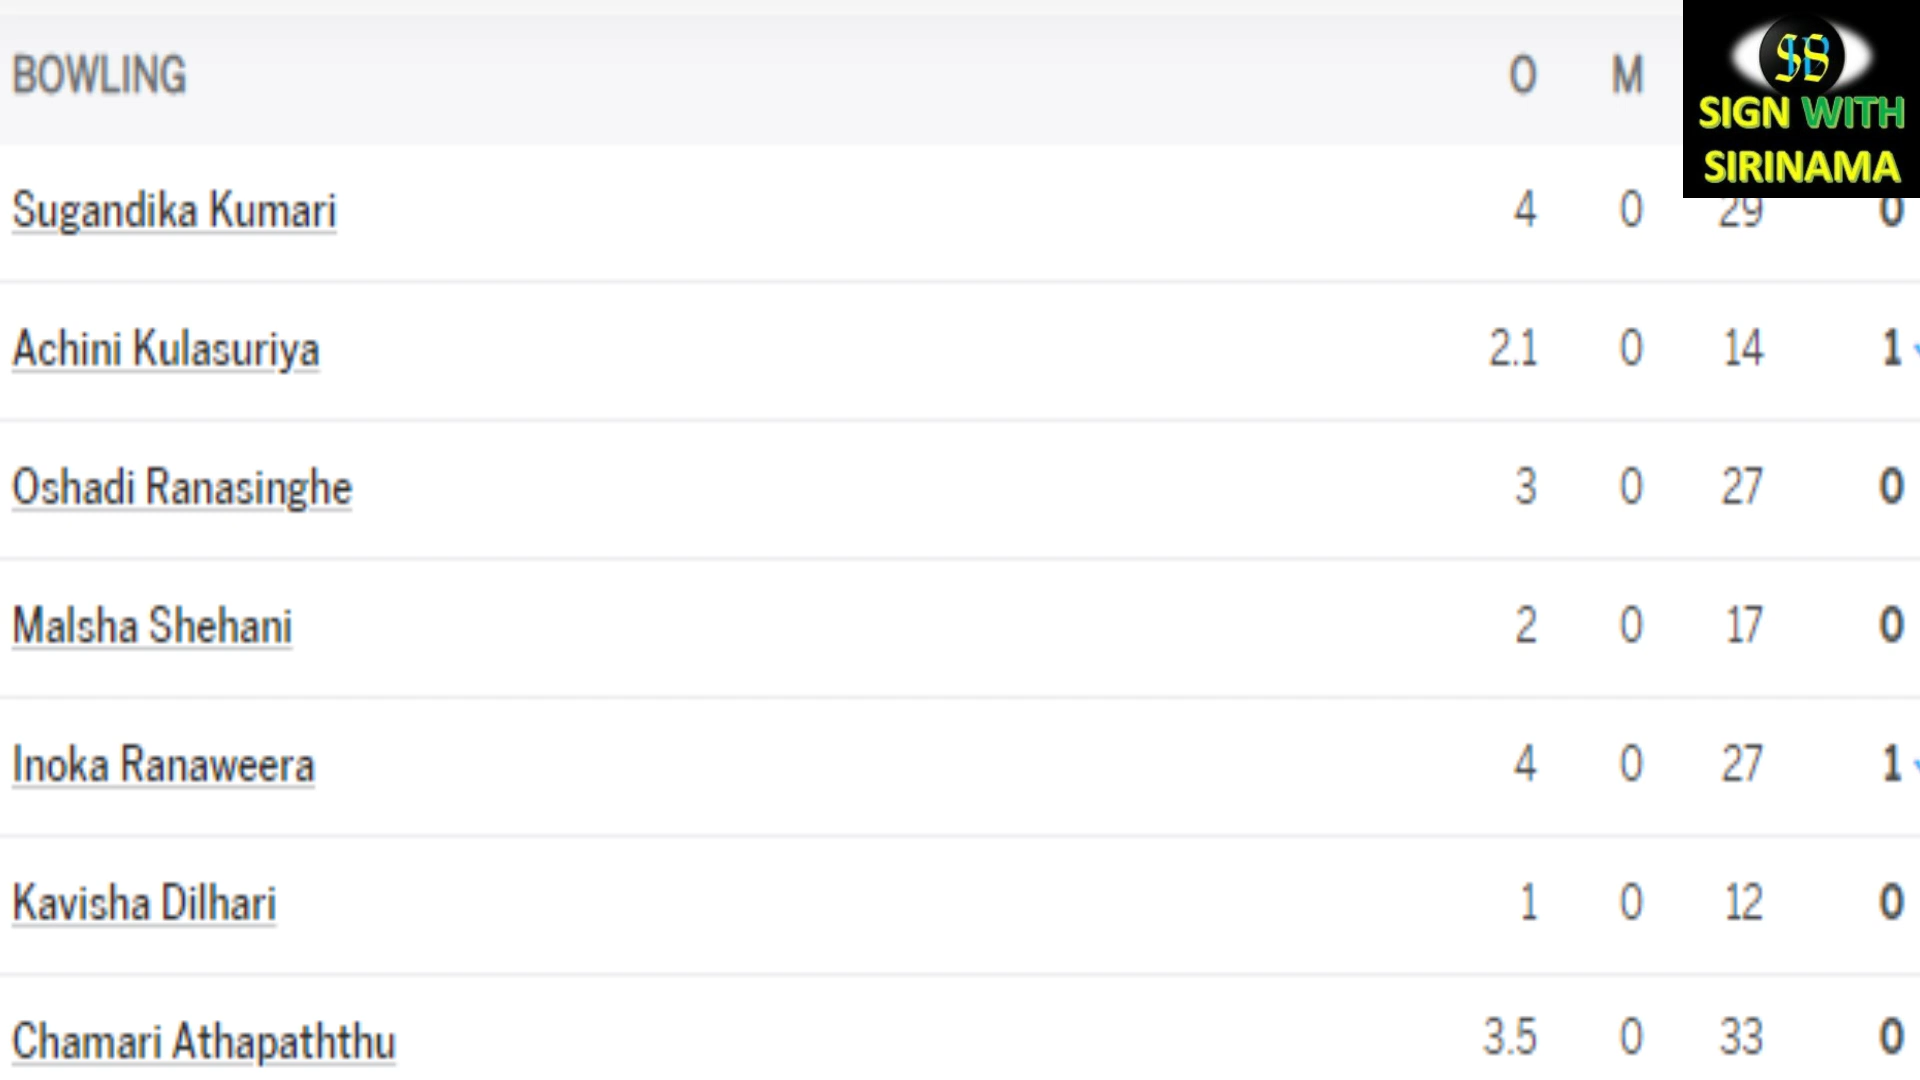 BOWLING O M
SIGN WITH
SIRINAMA
Sugandika Kumari 4 0 29 0
Achini Kulasuriya 2.1 0 14 1
Oshadi Ranasinghe 3 0 27 0
Malsha Shehani 2 0 17 0
Inoka Ranaweera 4 0 27 1
Kavisha Dilhari 1 0 12 0
Chamari Athapaththu 3.5 0 33 0